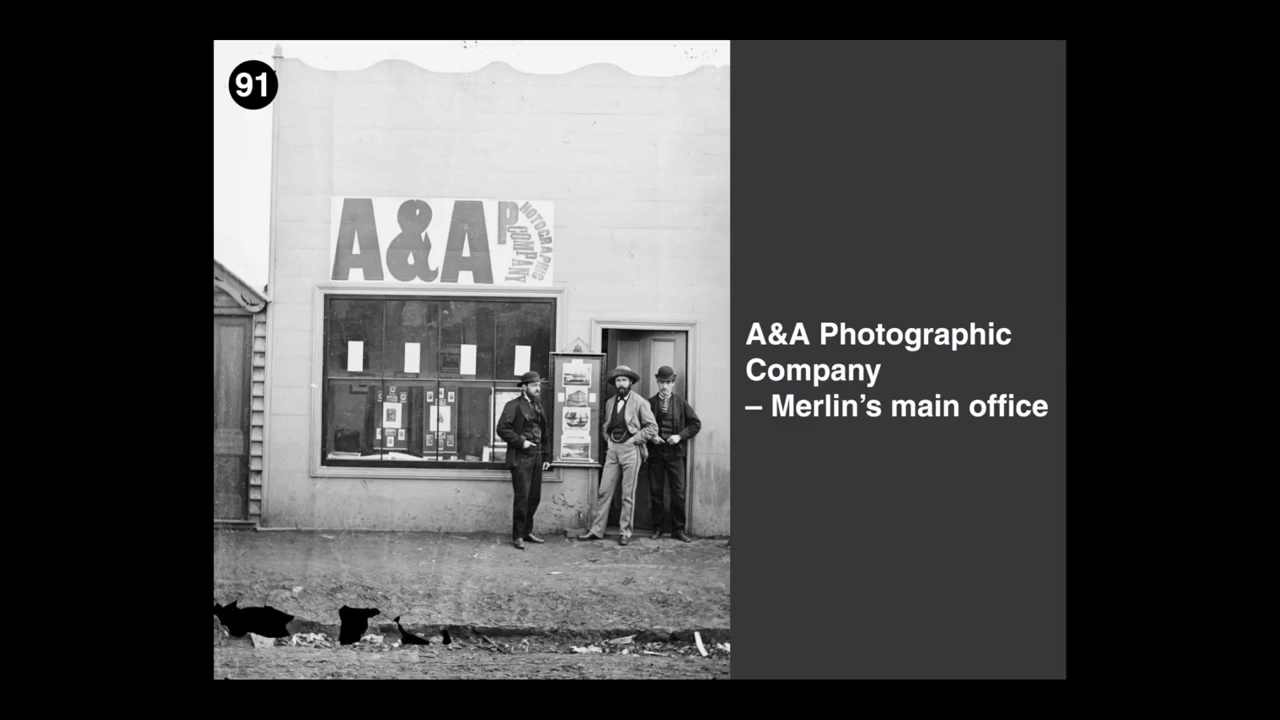 91
A&A PHOTOGRAPHIC COMPANY
A&A Photographic
Company
– Merlin’s main office